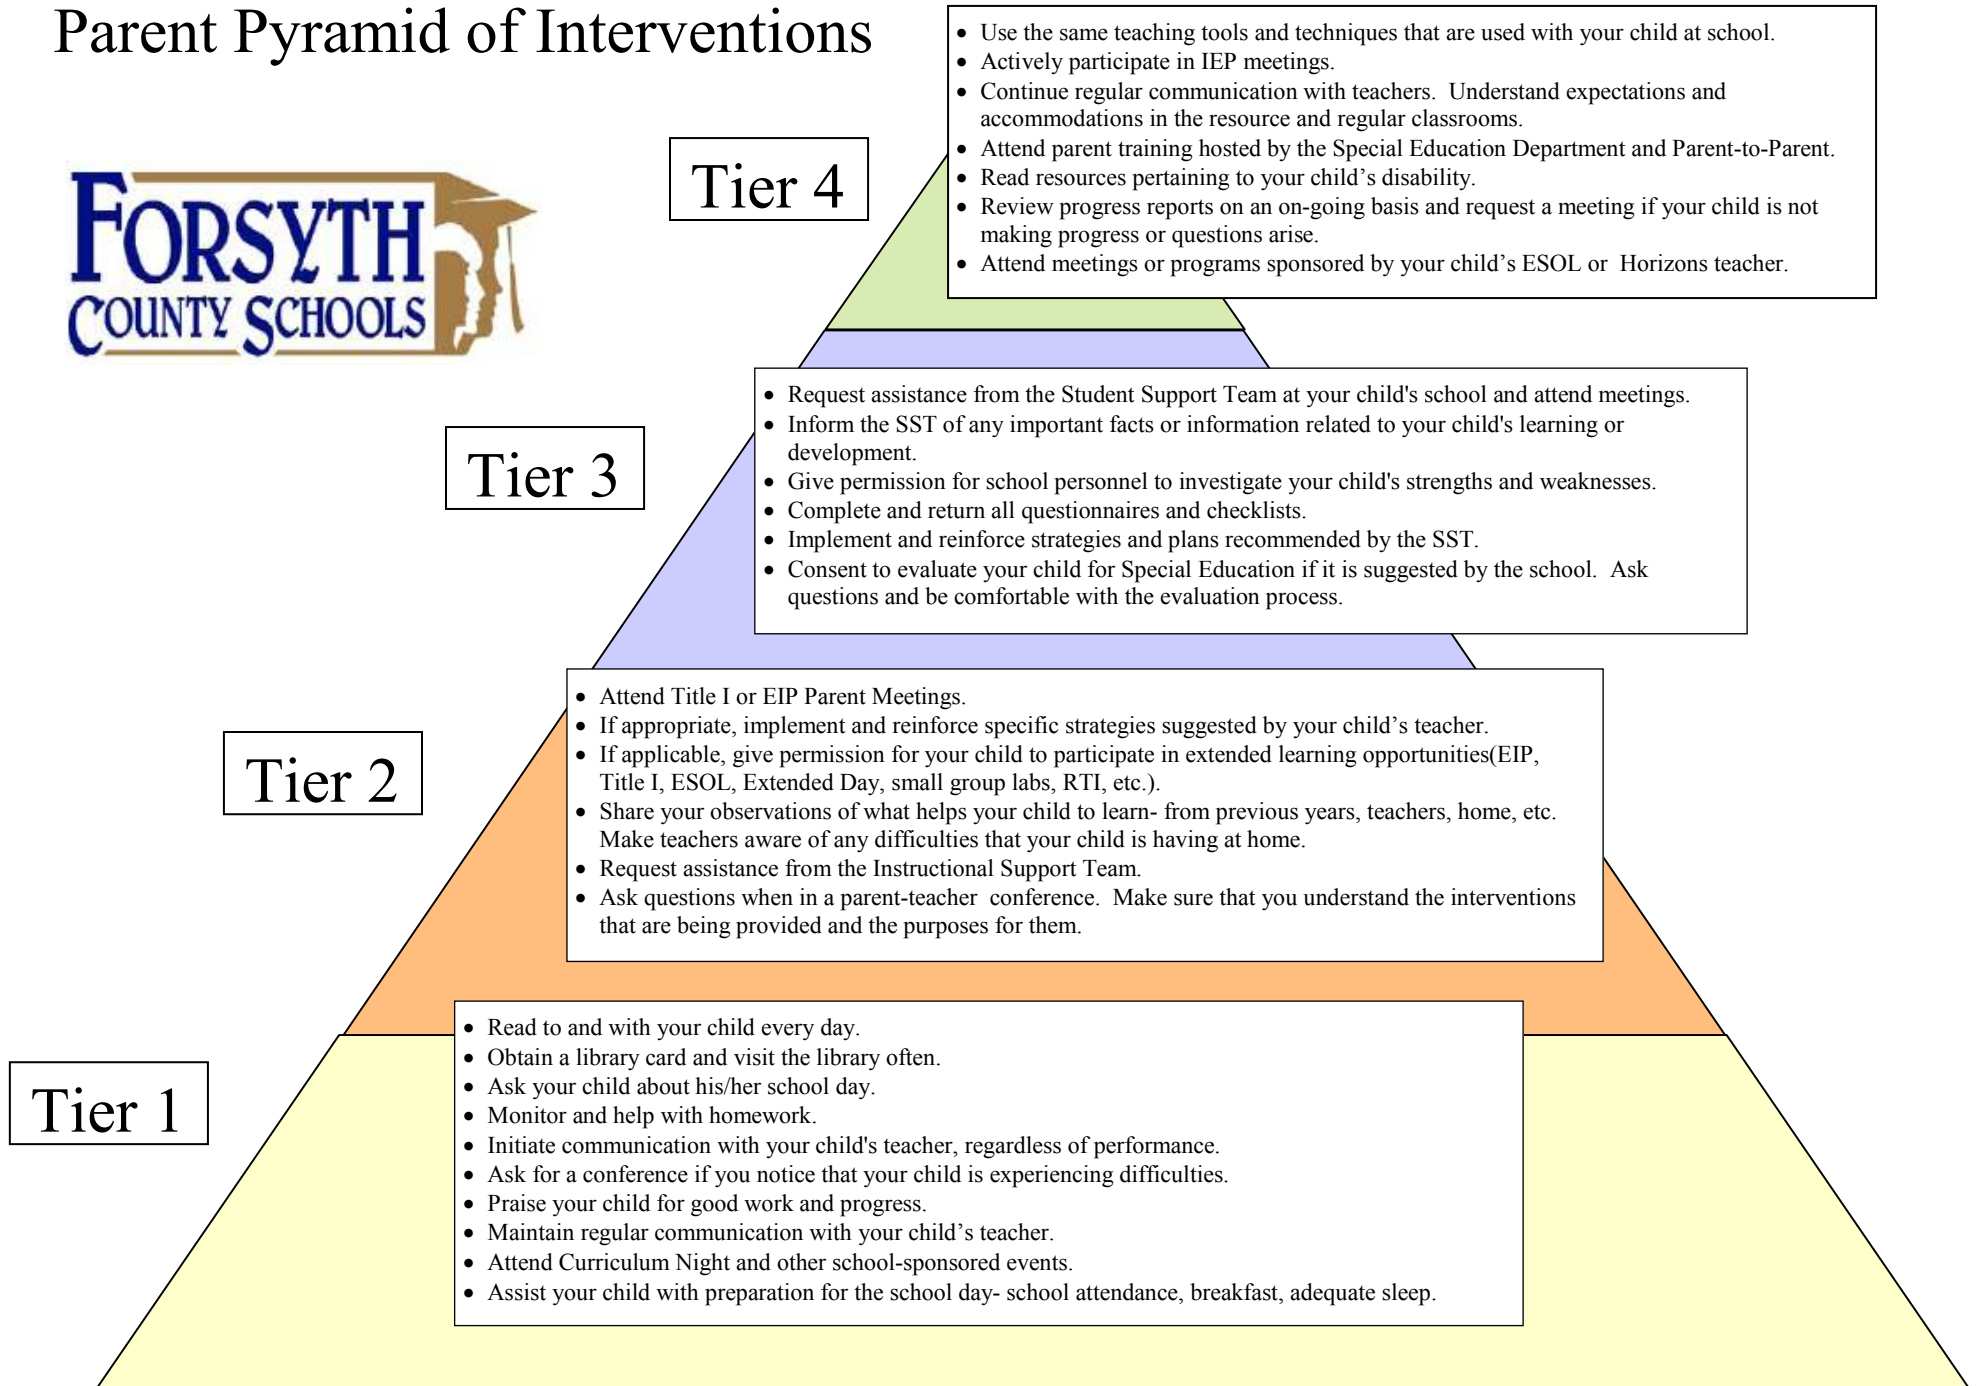 Parent Pyramid of Interventions
FORSYTH
COUNTY SCHOOLS
Tier 4
• Use the same teaching tools and techniques that are used with your child at school.
• Actively participate in IEP meetings.
• Continue regular communication with teachers.  Understand expectations and
accommodations in the resource and regular classrooms.
• Attend parent training hosted by the Special Education Department and Parent-to-Parent.
• Read resources pertaining to your child’s disability.
• Review progress reports on an on-going basis and request a meeting if your child is not
making progress or questions arise.
• Attend meetings or programs sponsored by your child’s ESOL or  Horizons teacher.
Tier 3
• Request assistance from the Student Support Team at your child's school and attend meetings.
• Inform the SST of any important facts or information related to your child's learning or
development.
• Give permission for school personnel to investigate your child's strengths and weaknesses.
• Complete and return all questionnaires and checklists.
• Implement and reinforce strategies and plans recommended by the SST.
• Consent to evaluate your child for Special Education if it is suggested by the school.  Ask
questions and be comfortable with the evaluation process.
Tier 2
• Attend Title I or EIP Parent Meetings.
• If appropriate, implement and reinforce specific strategies suggested by your child’s teacher.
• If applicable, give permission for your child to participate in extended learning opportunities(EIP,
Title I, ESOL, Extended Day, small group labs, RTI, etc.).
• Share your observations of what helps your child to learn- from previous years, teachers, home, etc.
Make teachers aware of any difficulties that your child is having at home.
• Request assistance from the Instructional Support Team.
• Ask questions when in a parent-teacher  conference.  Make sure that you understand the interventions
that are being provided and the purposes for them.
Tier 1
• Read to and with your child every day.
• Obtain a library card and visit the library often.
• Ask your child about his/her school day.
• Monitor and help with homework.
• Initiate communication with your child's teacher, regardless of performance.
• Ask for a conference if you notice that your child is experiencing difficulties.
• Praise your child for good work and progress.
• Maintain regular communication with your child’s teacher.
• Attend Curriculum Night and other school-sponsored events.
• Assist your child with preparation for the school day- school attendance, breakfast, adequate sleep.